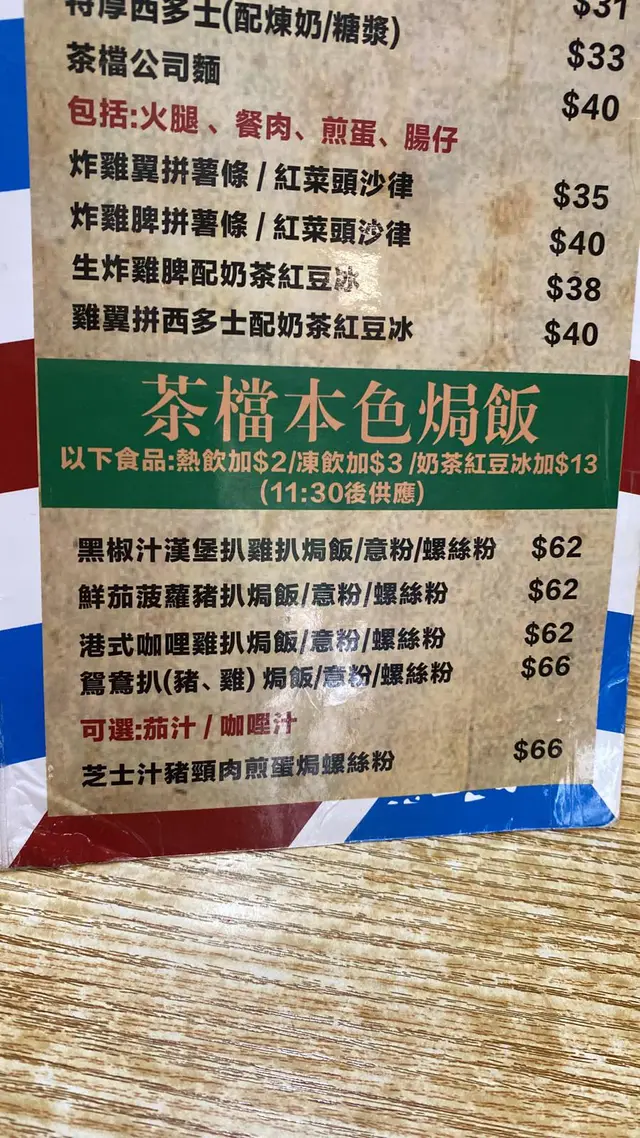 特厚西多士(配煉奶/糖漿) $31
茶檔公司麵 $33
包括:火腿、餐肉、煎蛋、腸仔 $40
炸雞翼拼薯條 / 紅菜頭沙律 $35
炸雞脾拼薯條 / 紅菜頭沙律 $40
生炸雞脾配奶茶紅豆冰 $38
雞翼拼西多士配奶茶紅豆冰 $40
茶檔本色焗飯
以下食品:熱飲加$2/凍飲加$3 /奶茶紅豆冰加$13
(11:30後供應)
黑椒汁漢堡扒雞扒焗飯/意粉/螺絲粉 $62
鮮茄菠蘿豬扒焗飯/意粉/螺絲粉 $62
港式咖哩雞扒焗飯/意粉/螺絲粉 $62
鴛鴦扒(豬、雞) 焗飯/意粉/螺絲粉 $66
可選:茄汁 / 咖哩汁
芝士汁豬頸肉煎蛋焗螺絲粉 $66